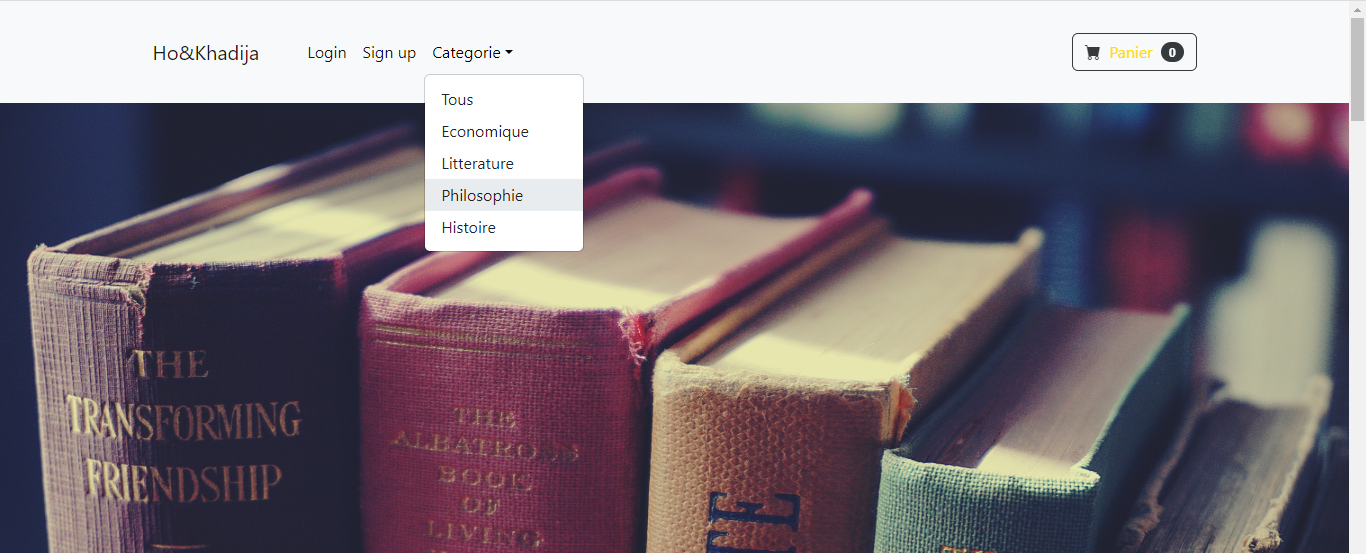 Ho&Khadija
Login
Sign up
Categorie
Panier 0
Tous
Economique
Litterature
Philosophie
Histoire
THE
TRANSFORMING
FRIENDSHIP
THE
ALBATROSS
BOOK
OF
LIVING